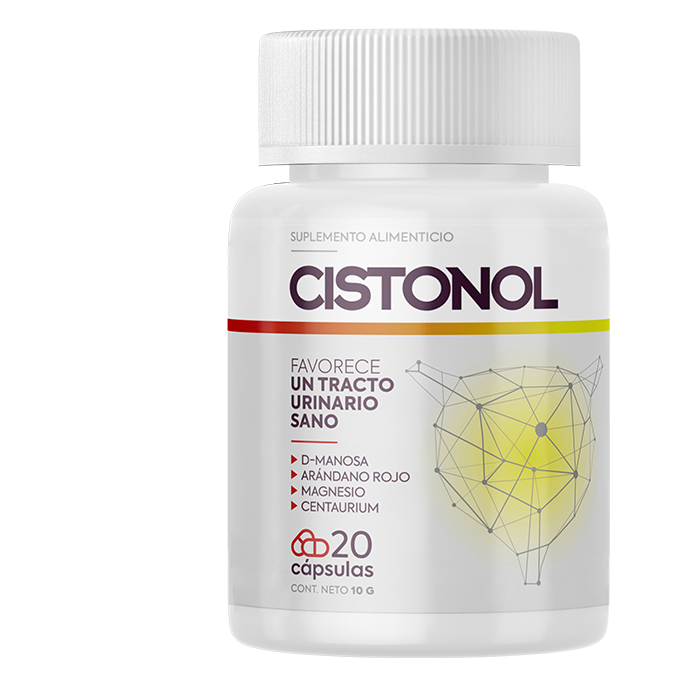 SUPLEMENTO ALIMENTICIO
CISTONOL
FAVORECE
UN TRACTO
URINARIO
SANO
D-MANOSA
ARÁNDANO ROJO
MAGNESIO
CENTAURIUM
20
cápsulas
CONT. NETO 10 G